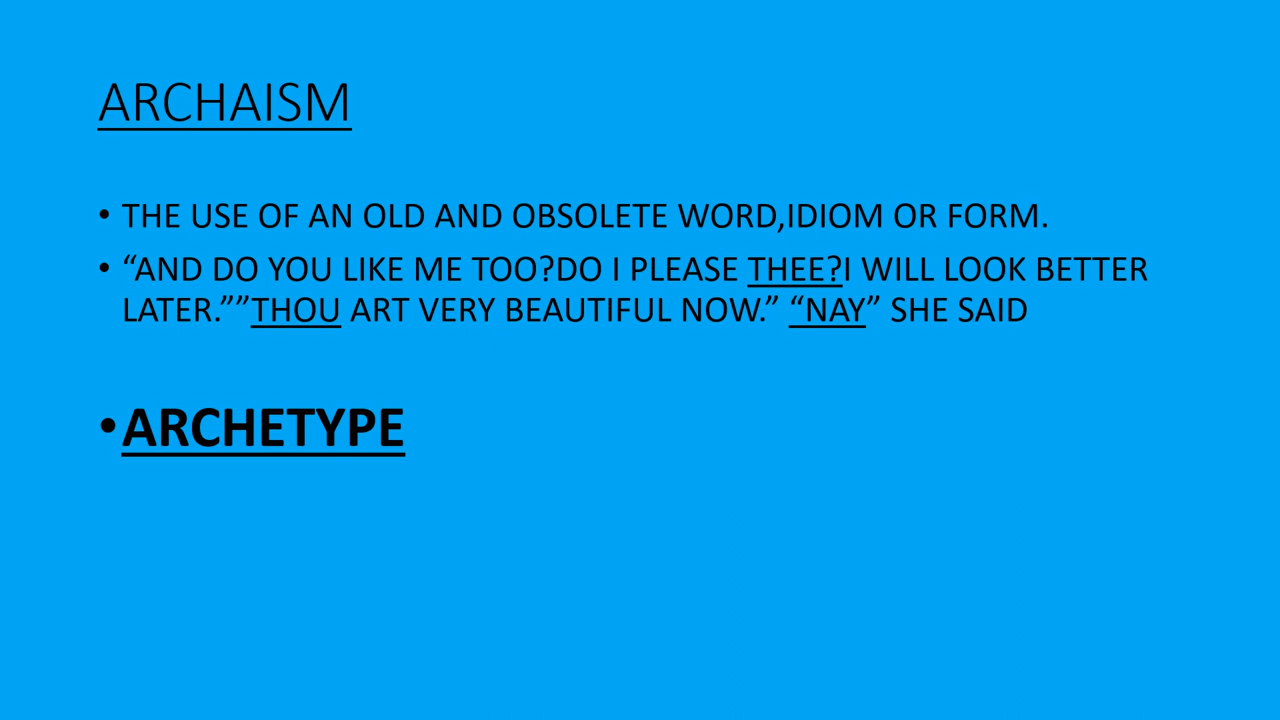 ARCHAISM
• THE USE OF AN OLD AND OBSOLETE WORD,IDIOM OR FORM.
• “AND DO YOU LIKE ME TOO?DO I PLEASE THEE?I WILL LOOK BETTER
LATER.””THOU ART VERY BEAUTIFUL NOW.” “NAY” SHE SAID
•ARCHETYPE